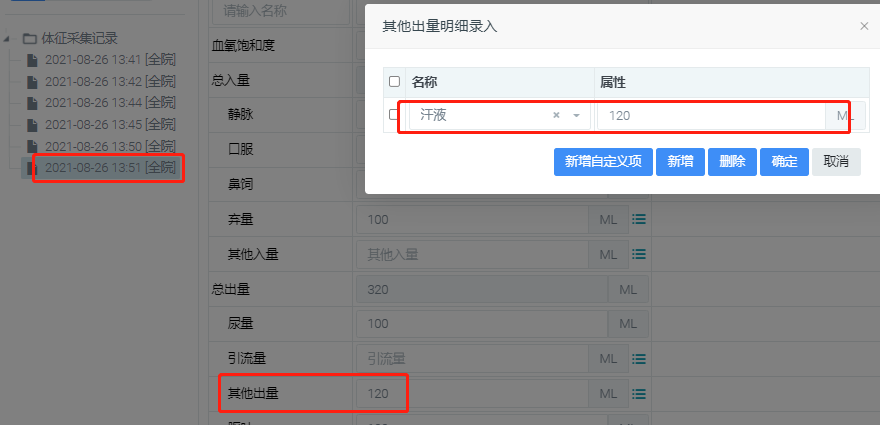 请输入名称
体征采集记录
2021-08-26 13:41 [全院]
2021-08-26 13:42 [全院]
2021-08-26 13:44 [全院]
2021-08-26 13:45 [全院]
2021-08-26 13:50 [全院]
2021-08-26 13:51 [全院]
血氧饱和度
总入量
静脉
口服
鼻饲
弃量 100 ML
其他入量 其他入量 ML
总出量 320 ML
尿量 100 ML
引流量 引流量 ML
其他出量 120 ML
其他出量明细录入 ×
名称 属性
汗液 × 120 ML
新增自定义项 新增 删除 确定 取消